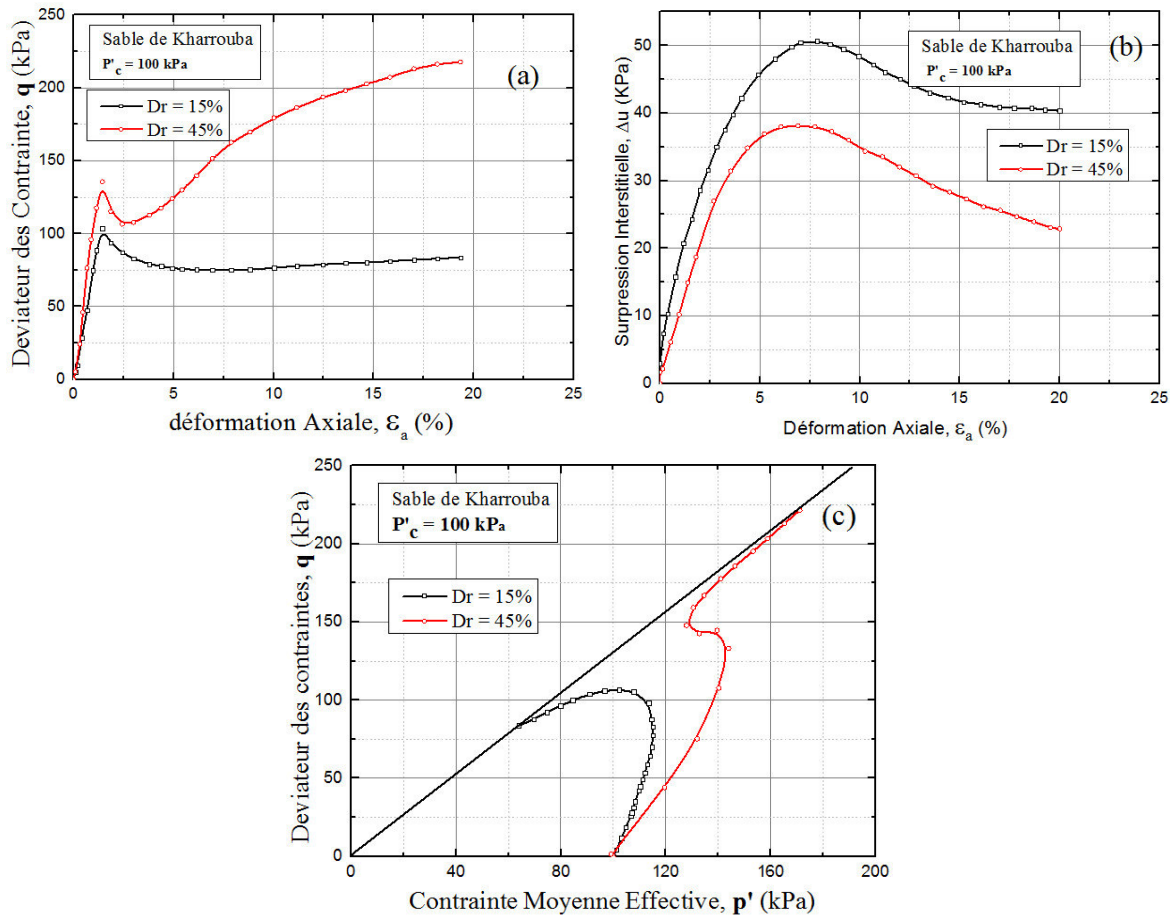 Sable de Kharrouba
P'c = 100 kPa
(a)
Dr = 15%
Dr = 45%
Deviateur des Contrainte, q (kPa)
250
200
150
100
50
0
0 5 10 15 20 25
déformation Axiale, εa (%)
Sable de Kharrouba
P'c = 100 kPa
(b)
Dr = 15%
Dr = 45%
Surpression Interstitielle, Δu (KPa)
50
40
30
20
10
0
0 5 10 15 20 25
Déformation Axiale, εa (%)
Sable de Kharrouba
P'c = 100 kPa
(c)
Dr = 15%
Dr = 45%
Deviateur des contraintes, q (kPa)
250
200
150
100
50
0
0 40 80 120 160 200
Contrainte Moyenne Effective, p' (kPa)